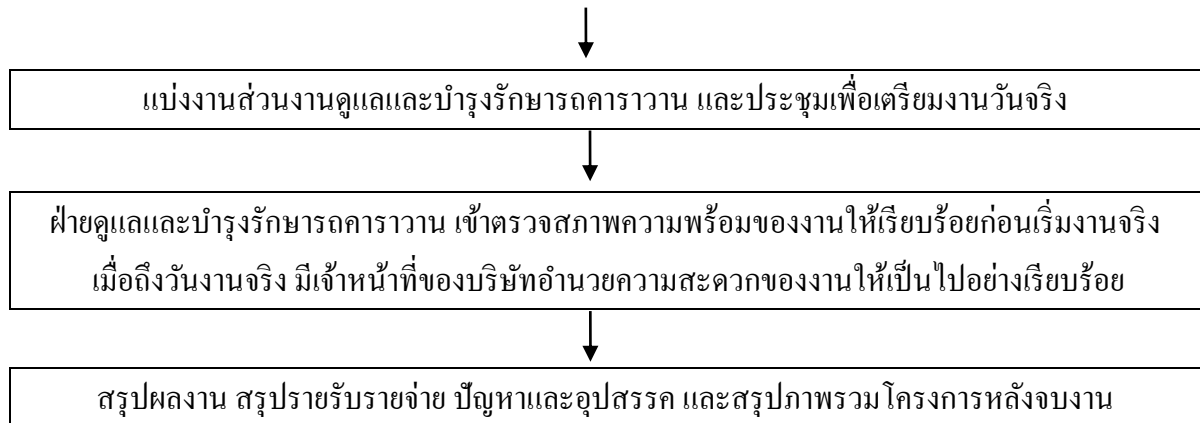 แบ่งงานส่วนงานดูแลและบำรุงรักษารถคาราวาน และประชุมเพื่อเตรียมงานวันจริง
ฝ่ายดูแลและบำรุงรักษารถคาราวาน เข้าตรวจสภาพความพร้อมของงานให้เรียบร้อยก่อนเริ่มงานจริง
เมื่อถึงวันงานจริง มีเจ้าหน้าที่ของบริษัทอำนวยความสะดวกของงานให้เป็นไปอย่างเรียบร้อย
สรุปผลงาน สรุปรายรับรายจ่าย ปัญหาและอุปสรรค และสรุปภาพรวมโครงการหลังจบงาน